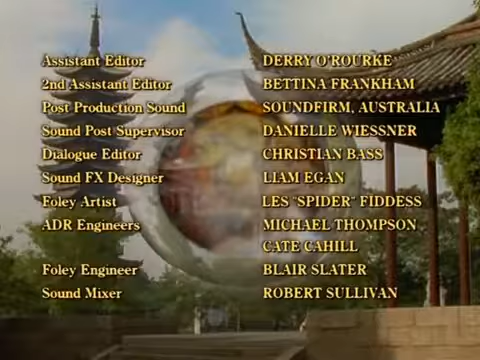 Assistant Editor DERRY O'ROURKE
2nd Assistant Editor BETTINA FRANKHAM
Post Production Sound SOUNDFIRM, AUSTRALIA
Sound Post Supervisor DANIELLE WIESSNER
Dialogue Editor CHRISTIAN BASS
Sound FX Designer LIAM EGAN
Foley Artist LES "SPIDER" FIDDESS
ADR Engineers MICHAEL THOMPSON
CATE CAHILL
Foley Engineer BLAIR SLATER
Sound Mixer ROBERT SULLIVAN